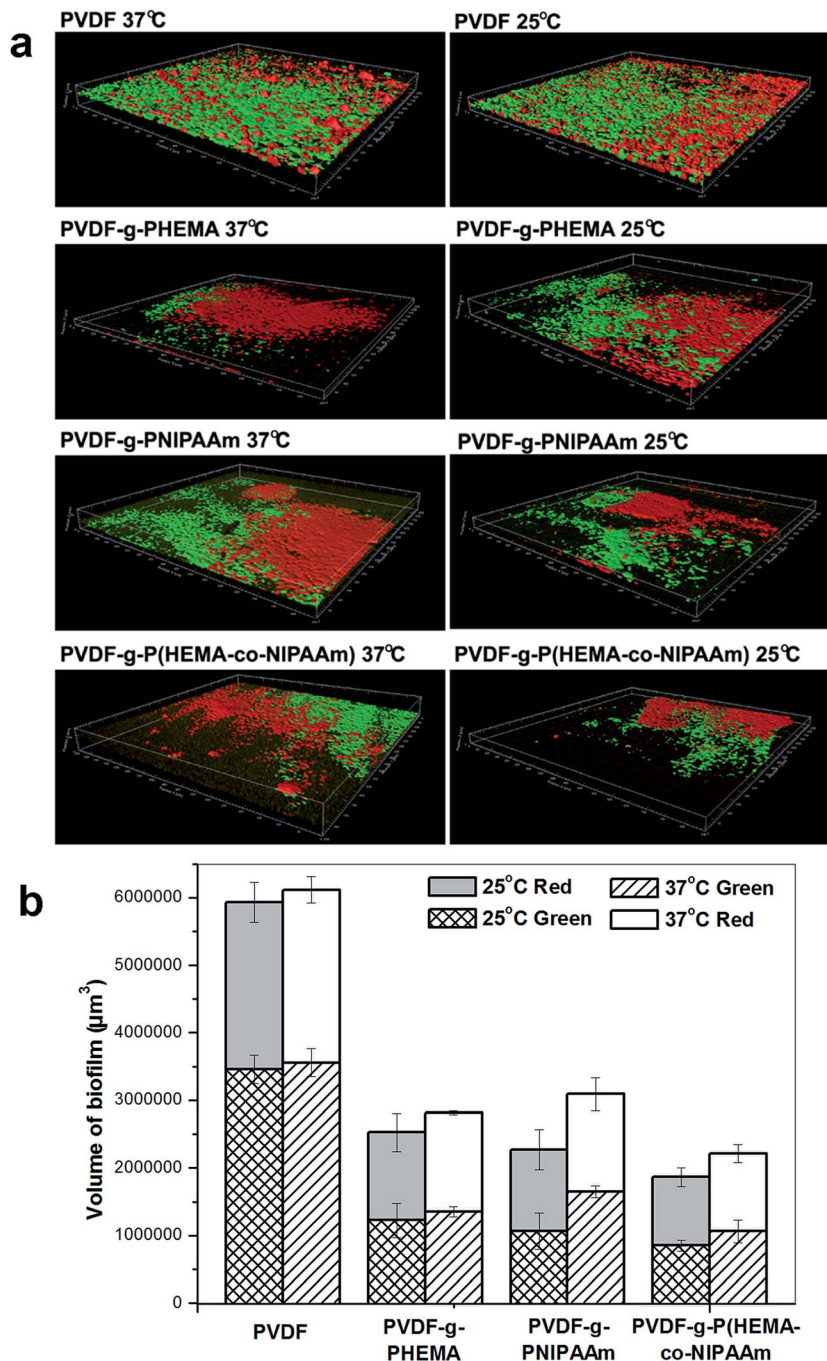 a
PVDF 37°C
PVDF 25°C
PVDF-g-PHEMA 37°C
PVDF-g-PHEMA 25°C
PVDF-g-PNIPAAm 37°C
PVDF-g-PNIPAAm 25°C
PVDF-g-P(HEMA-co-NIPAAm) 37°C
PVDF-g-P(HEMA-co-NIPAAm) 25°C
b
Volume of biofilm (µm³)
6000000
5000000
4000000
3000000
2000000
1000000
0
25°C Red
37°C Green
25°C Green
37°C Red
PVDF
PVDF-g-
PHEMA
PVDF-g-
PNIPAAm
PVDF-g-P(HEMA-
co-NIPAAm)